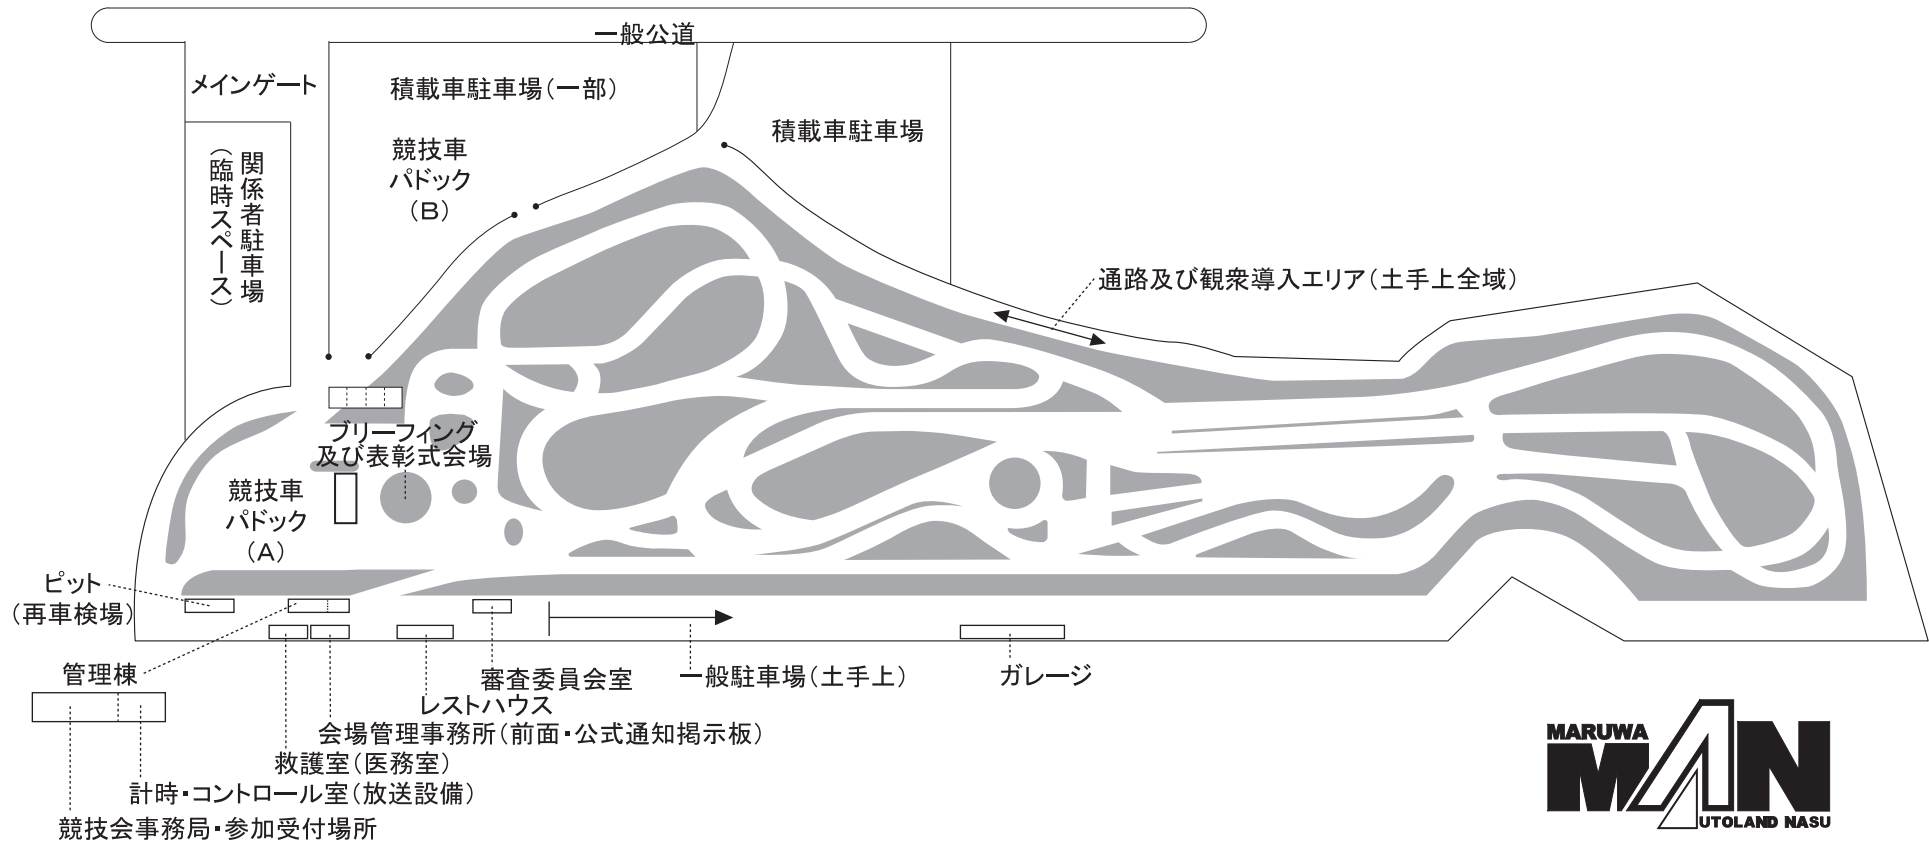 一般公道
メインゲート
積載車駐車場(一部)
積載車駐車場
競技車
パドック
(B)
関係者駐車場
(臨時スペース)
通路及び観衆導入エリア(土手上全域)
ブリーフィング
及び表彰式会場
競技車
パドック
(A)
ピット
(再車検場)
管理棟
審査委員会室
一般駐車場(土手上)
ガレージ
レストハウス
会場管理事務所(前面・公式通知掲示板)
救護室(医務室)
計時・コントロール室(放送設備)
競技会事務局・参加受付場所
MARUWA
MAN
UTOLAND NASU